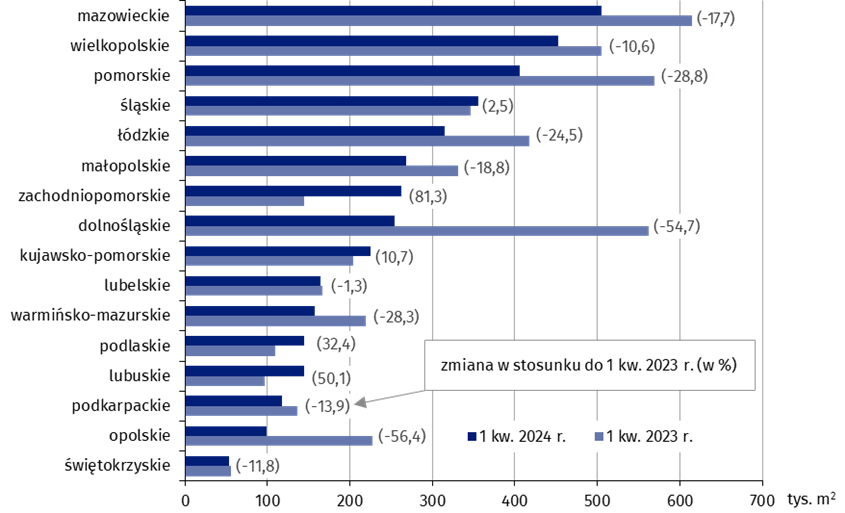 mazowieckie (-17,7)
wielkopolskie (-10,6)
pomorskie (-28,8)
śląskie (2,5)
łódzkie (-24,5)
małopolskie (-18,8)
zachodniopomorskie (81,3)
dolnośląskie (-54,7)
kujawsko-pomorskie (10,7)
lubelskie (-1,3)
warmińsko-mazurskie (-28,3)
podlaskie (32,4)
lubuskie (50,1)
zmiana w stosunku do 1 kw. 2023 r. (w %)
podkarpackie (-13,9)
opolskie (-56,4)
1 kw. 2024 r. 1 kw. 2023 r.
świętokrzyskie (-11,8)
0 100 200 300 400 500 600 700 tys. m²